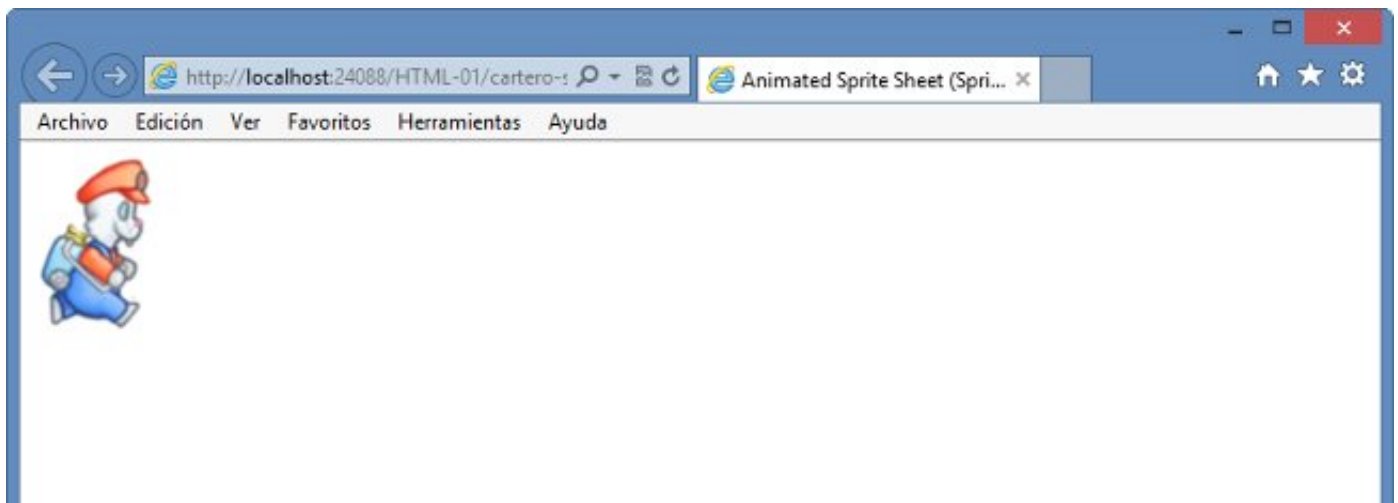 http://localhost:24088/HTML-01/cartero-s
Animated Sprite Sheet (Spri...
Archivo Edición Ver Favoritos Herramientas Ayuda